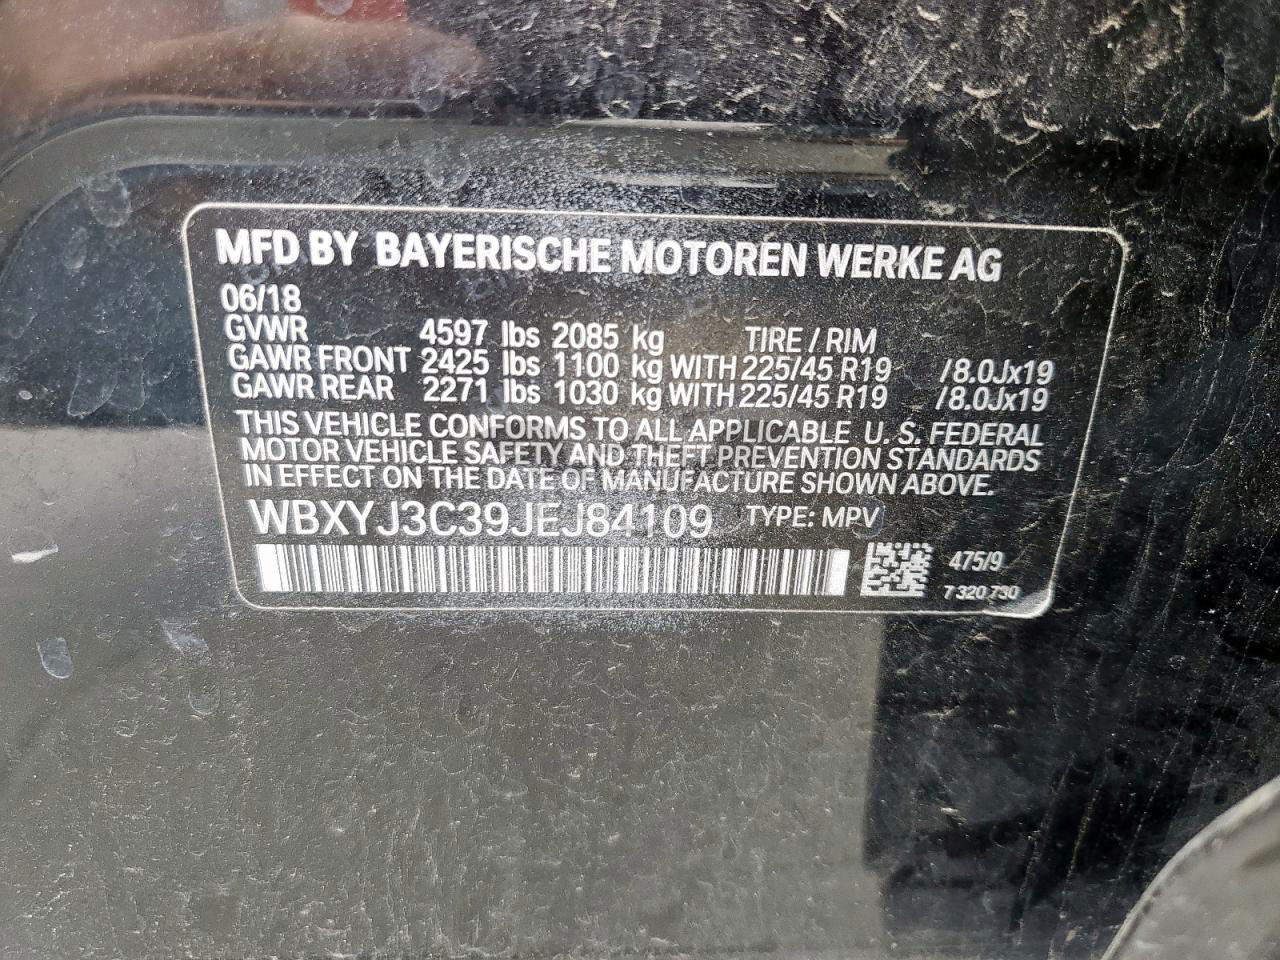 MFD BY BAYERISCHE MOTOREN WERKE AG
06/18
GVWR 4597 lbs 2085 kg TIRE / RIM
GAWR FRONT 2425 lbs 1100 kg WITH 225/45 R19 /8.0Jx19
GAWR REAR 2271 lbs 1030 kg WITH 225/45 R19 /8.0Jx19
THIS VEHICLE CONFORMS TO ALL APPLICABLE U. S. FEDERAL
MOTOR VEHICLE SAFETY AND THEFT PREVENTION STANDARDS
IN EFFECT ON THE DATE OF MANUFACTURE SHOWN ABOVE.
WBXYJ3C39JEJ84109 TYPE: MPV
475/9
7 320 730